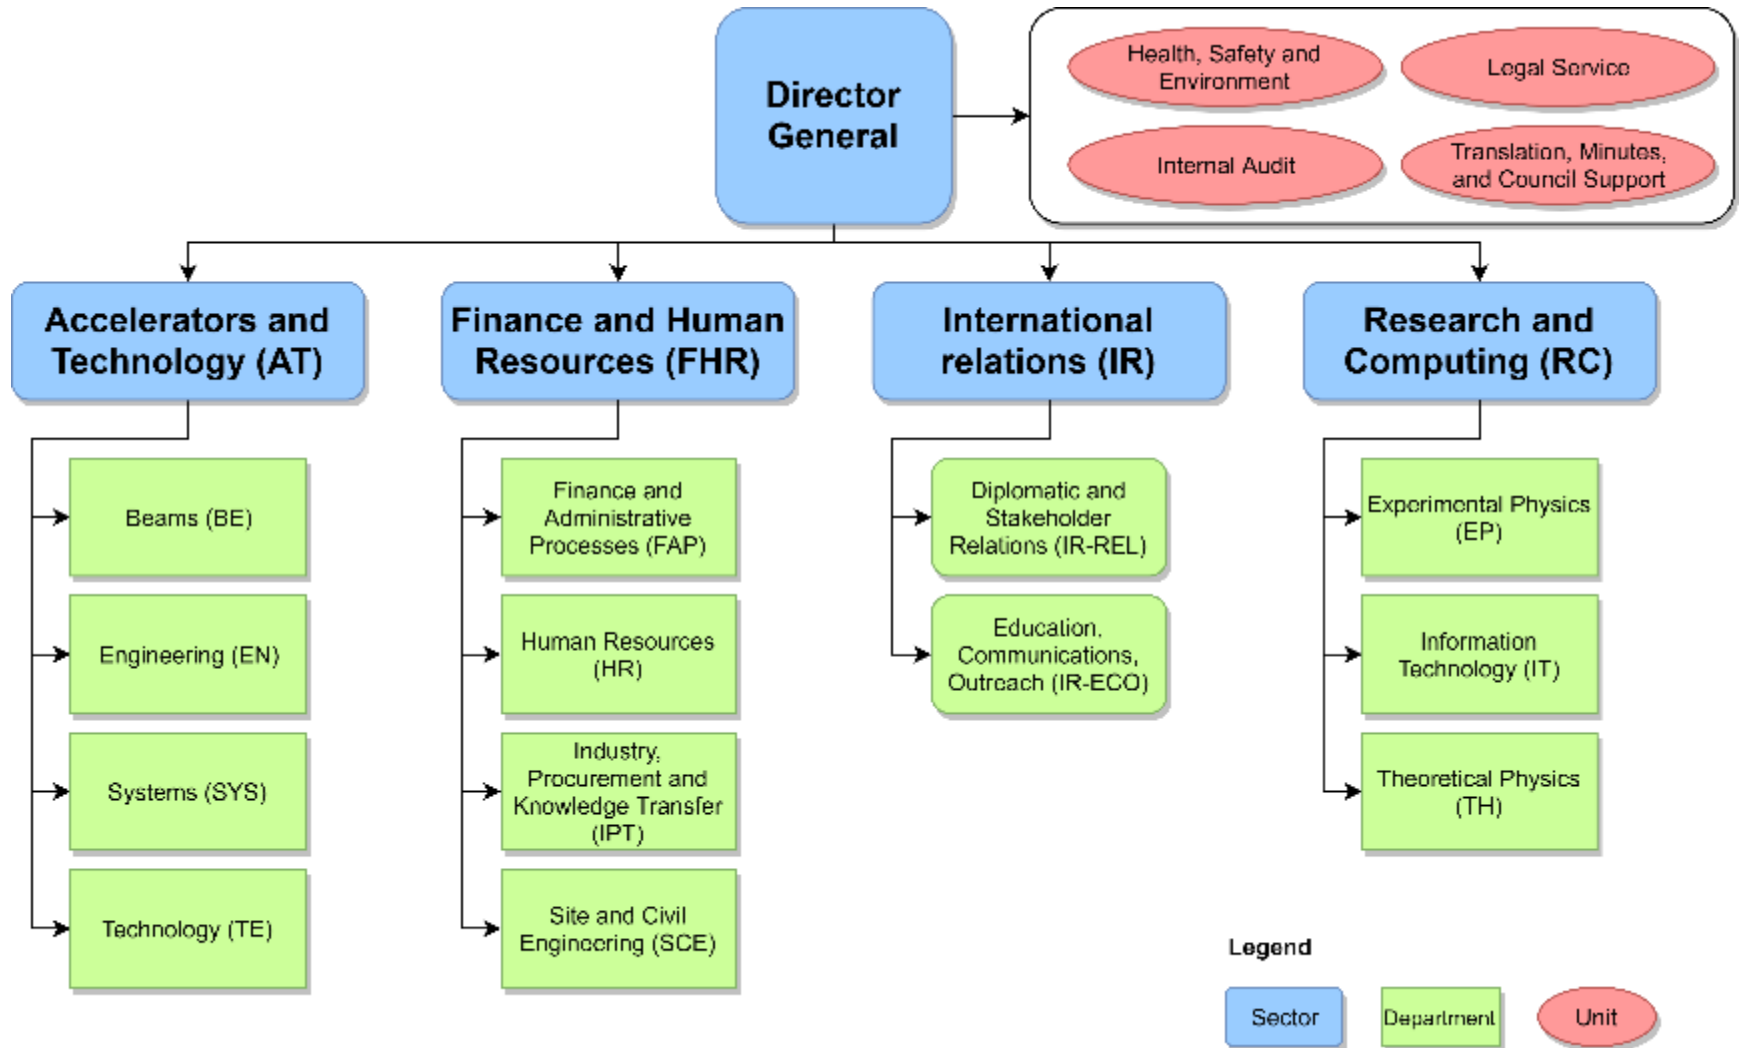 Director
General
Health, Safety and
Environment
Legal Service
Internal Audit
Translation, Minutes,
and Council Support
Accelerators and
Technology (AT)
Finance and Human
Resources (FHR)
International
relations (IR)
Research and
Computing (RC)
Beams (BE)
Engineering (EN)
Systems (SYS)
Technology (TE)
Finance and
Administrative
Processes (FAP)
Human Resources
(HR)
Industry,
Procurement and
Knowledge Transfer
(IPT)
Site and Civil
Engineering (SCE)
Diplomatic and
Stakeholder
Relations (IR-REL)
Education,
Communications,
Outreach (IR-ECO)
Experimental Physics
(EP)
Information
Technology (IT)
Theoretical Physics
(TH)
Legend
Sector
Department
Unit